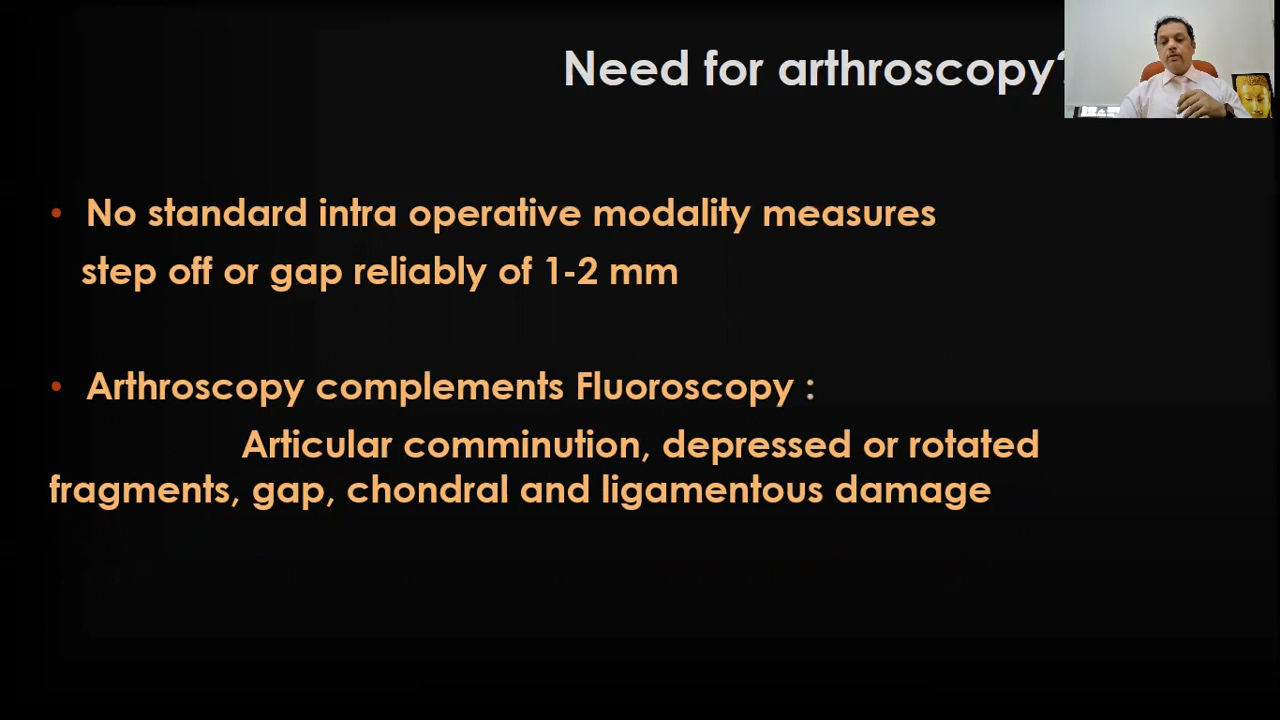 Need for arthroscopy?
• No standard intra operative modality measures
step off or gap reliably of 1-2 mm
• Arthroscopy complements Fluoroscopy :
Articular comminution, depressed or rotated
fragments, gap, chondral and ligamentous damage